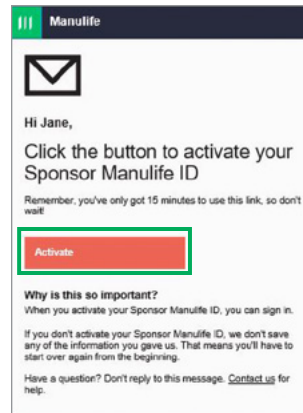 Manulife
Hi Jane,
Click the button to activate your
Sponsor Manulife ID
Remember, you've only got 15 minutes to use this link, so don't
wait!
Activate
Why is this so important?
When you activate your Sponsor Manulife ID, you can sign in.
If you don't activate your Sponsor Manulife ID, we don't save
any of the information you gave us. That means you'll have to
start over again from the beginning.
Have a question? Don't reply to this message. Contact us for
help.